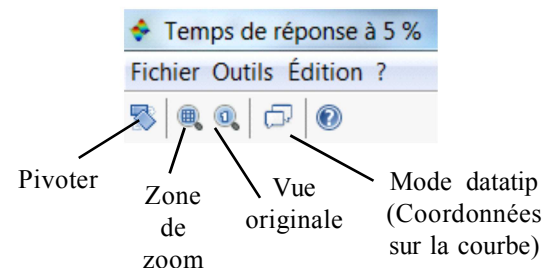 Temps de réponse à 5 %
Fichier Outils Édition ?
Pivoter
Zone
de
zoom
Vue
originale
Mode datatip
(Coordonnées
sur la courbe)